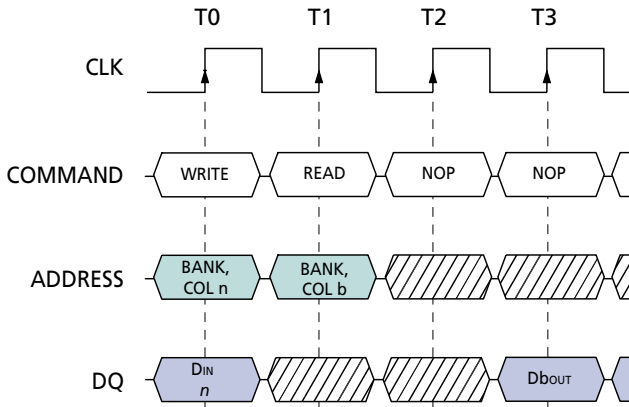 T0 T1 T2 T3
CLK
COMMAND WRITE READ NOP NOP
ADDRESS BANK, COL n BANK, COL b
DQ DIN n DbOUT